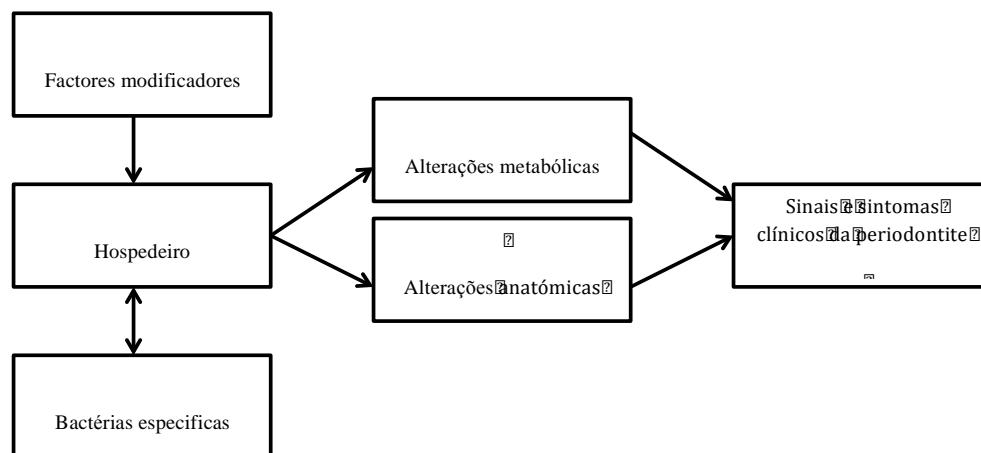 Factores modificadores
Alterações metabólicas
Hospedeiro
Sinais e sintomas
clínicos da periodontite
Alterações anatómicas
Bactérias especificas